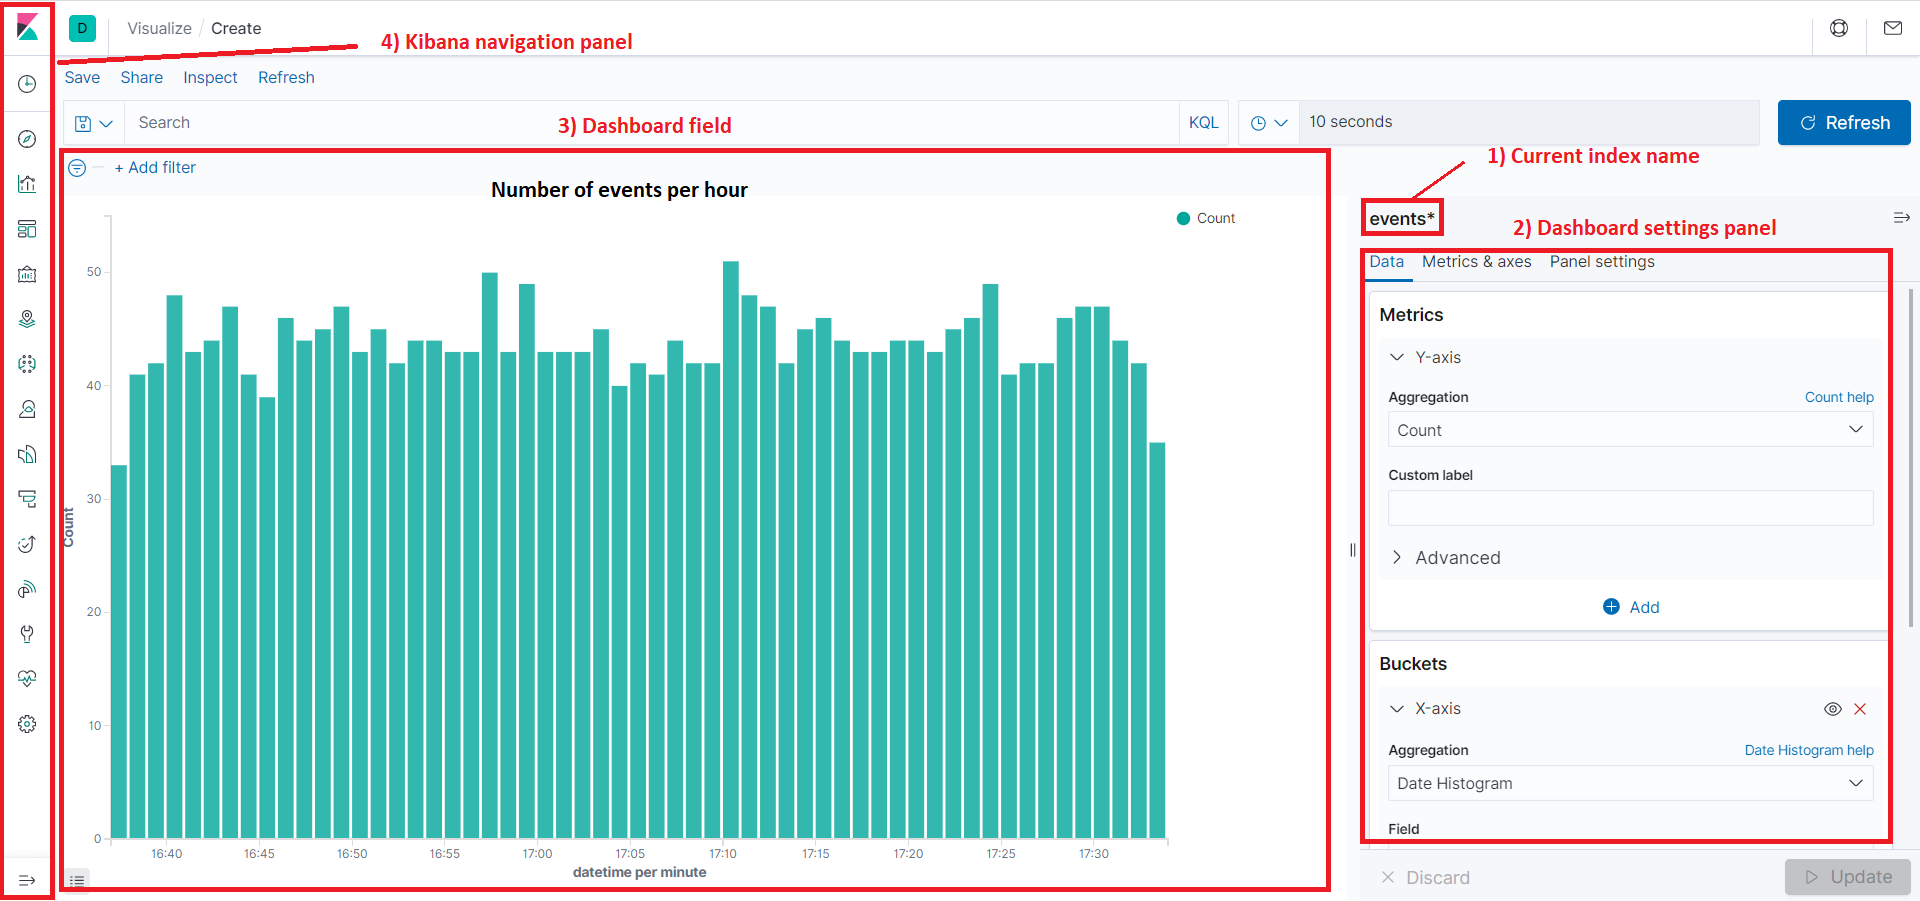 D Visualize / Create
4) Kibana navigation panel
Save Share Inspect Refresh
Search
3) Dashboard field
KQL
10 seconds
Refresh
1) Current index name
+ Add filter
Number of events per hour
Count
events*
2) Dashboard settings panel
Data Metrics & axes Panel settings
Metrics
Y-axis
Aggregation Count help
Count
Custom label
Advanced
Add
Buckets
X-axis
Aggregation Date Histogram help
Date Histogram
Field
Discard Update
50
40
30
20
10
0
Count
16:40 16:45 16:50 16:55 17:00 17:05 17:10 17:15 17:20 17:25 17:30
datetime per minute